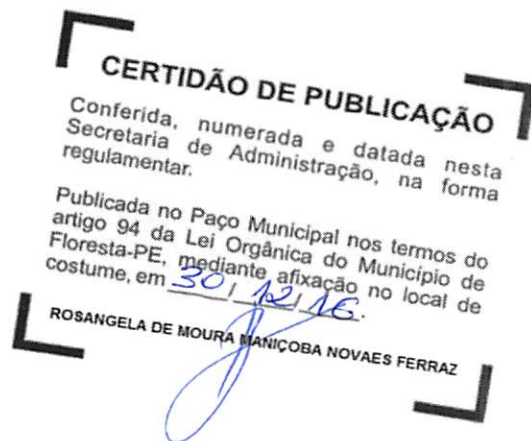 CERTIDÃO DE PUBLICAÇÃO
Conferida, numerada e datada nesta
Secretaria de Administração, na forma
regulamentar.
Publicada no Paço Municipal nos termos do
artigo 94 da Lei Orgânica do Município de
Floresta-PE, mediante afixação no local de
costume, em 30/12/16.
ROSANGELA DE MOURA MANIÇOBA NOVAES FERRAZ